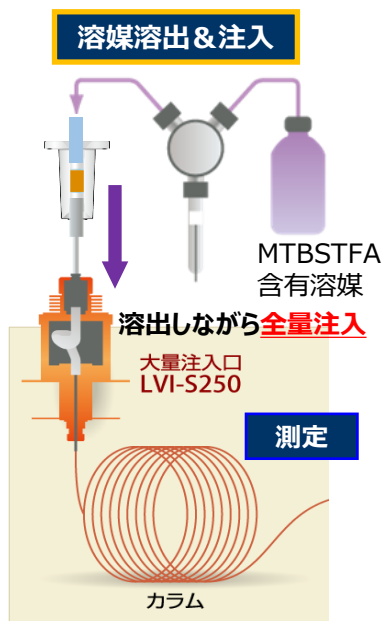 溶媒溶出＆注入
MTBSTFA
含有溶媒
溶出しながら全量注入
大量注入口
LVI-S250
測定
カラム